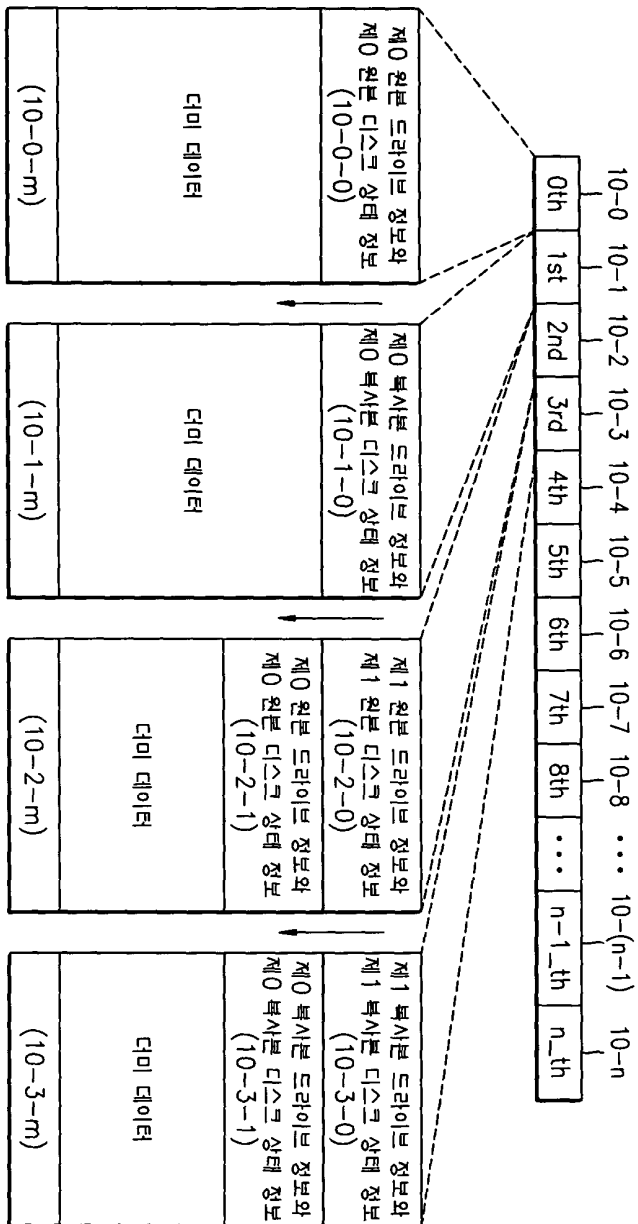 10-0 10-1 10-2 10-3 10-4 10-5 10-6 10-7 10-8 ••• 10-(n-1) 10-n
0th 1st 2nd 3rd 4th 5th 6th 7th 8th ••• n-1_th n_th
제0 원본 드라이브 정보와
제0 원본 디스크 상태 정보
(10-0-0)
더미 데이터
(10-0-m)
제0 복사본 드라이브 정보와
제0 복사본 디스크 상태 정보
(10-1-0)
더미 데이터
(10-1-m)
제1 원본 드라이브 정보와
제1 원본 디스크 상태 정보
(10-2-0)
제0 원본 드라이브 정보와
제0 원본 디스크 상태 정보
(10-2-1)
더미 데이터
(10-2-m)
제1 복사본 드라이브 정보와
제1 복사본 디스크 상태 정보
(10-3-0)
제0 복사본 드라이브 정보와
제0 복사본 디스크 상태 정보
(10-3-1)
더미 데이터
(10-3-m)